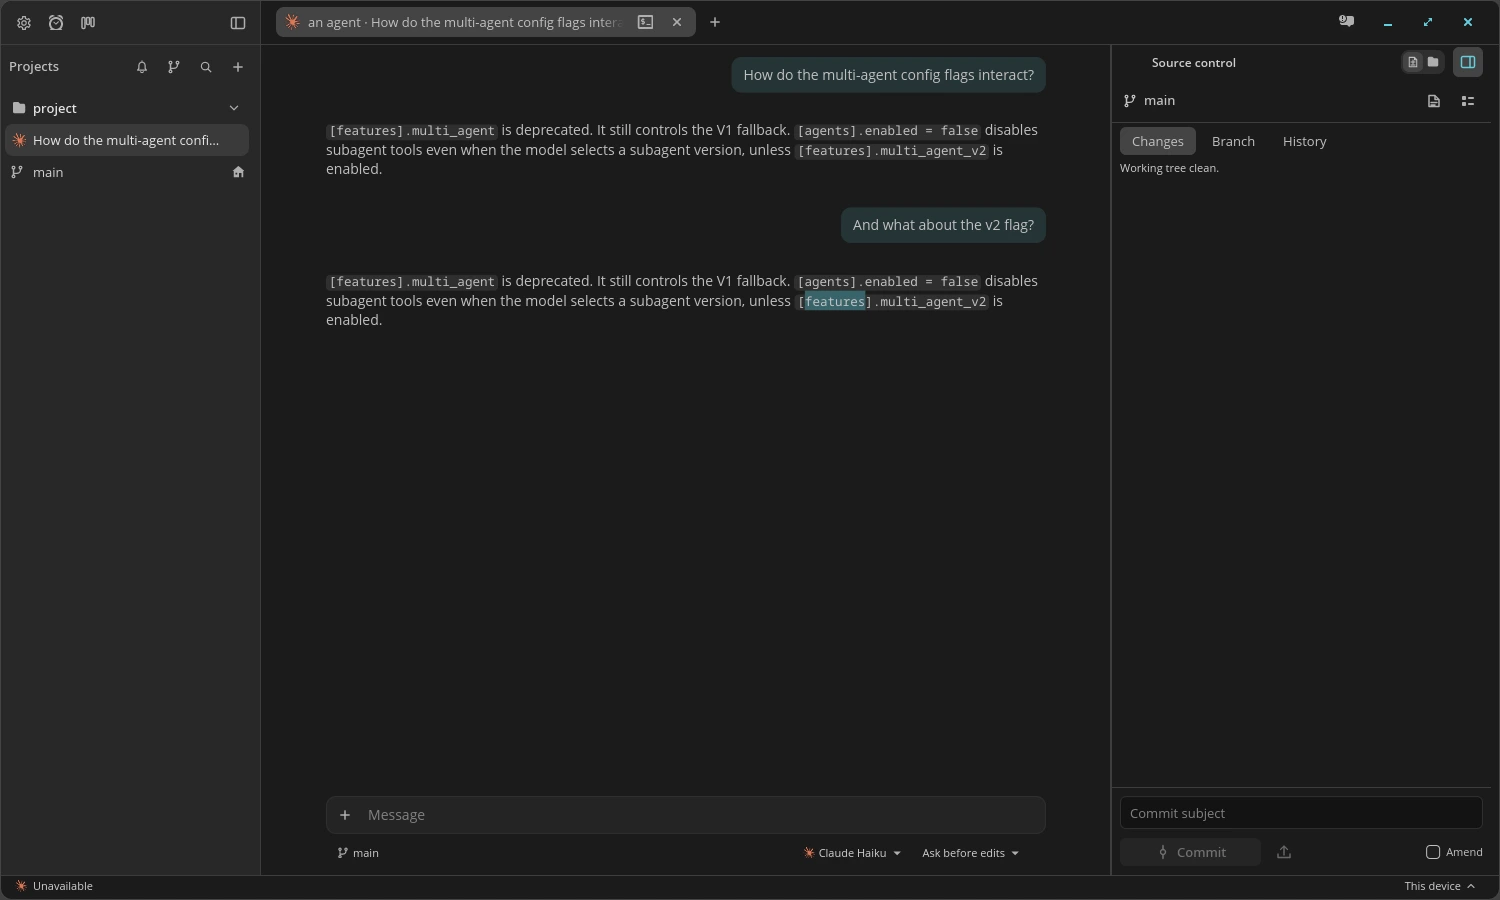 an agent · How do the multi-agent config flags inter
Projects
project
How do the multi-agent confi...
main
How do the multi-agent config flags interact?
[features].multi_agent is deprecated. It still controls the V1 fallback. [agents].enabled = false disables
subagent tools even when the model selects a subagent version, unless [features].multi_agent_v2 is
enabled.
And what about the v2 flag?
[features].multi_agent is deprecated. It still controls the V1 fallback. [agents].enabled = false disables
subagent tools even when the model selects a subagent version, unless [features].multi_agent_v2 is
enabled.
Message
main
Claude Haiku
Ask before edits
Source control
main
Changes Branch History
Working tree clean.
Commit subject
Commit
Amend
Unavailable
This device